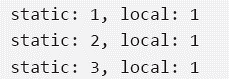 static: 1, local: 1
static: 2, local: 1
static: 3, local: 1